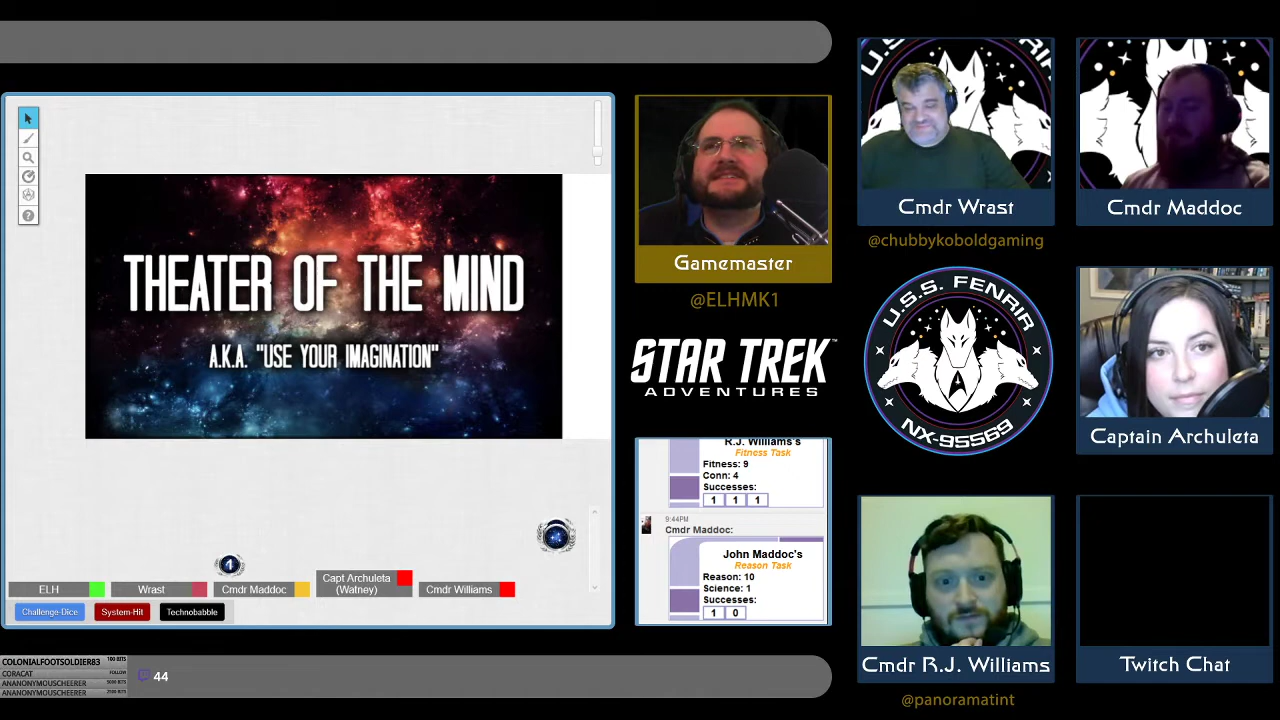 THEATER OF THE MIND
A.K.A. "USE YOUR IMAGINATION"
ELH
Wrast
Cmdr Maddoc
Capt Archuleta
(Watney)
Cmdr Williams
Challenge-Dice
System-Hit
Technobabble
COLONIALFOOTSOLDIER83 100 BITS
CORACAT FOLLOW
ANANONYMOUSCHEERER
ANANONYMOUSCHEERER
44
Gamemaster
@ELHMK1
STAR TREK
ADVENTURES
R.J. Williams's
Fitness Task
Fitness: 9
Conn: 4
Successes:
1 1 1
9:44PM
Cmdr Maddoc:
John Maddoc's
Reason Task
Reason: 10
Science: 1
Successes:
1 0
Cmdr Wrast
@chubbykoboldgaming
Cmdr Maddoc
U.S.S. FENRIR
NX-95569
Captain Archuleta
Cmdr R.J. Williams
@panoramatint
Twitch Chat